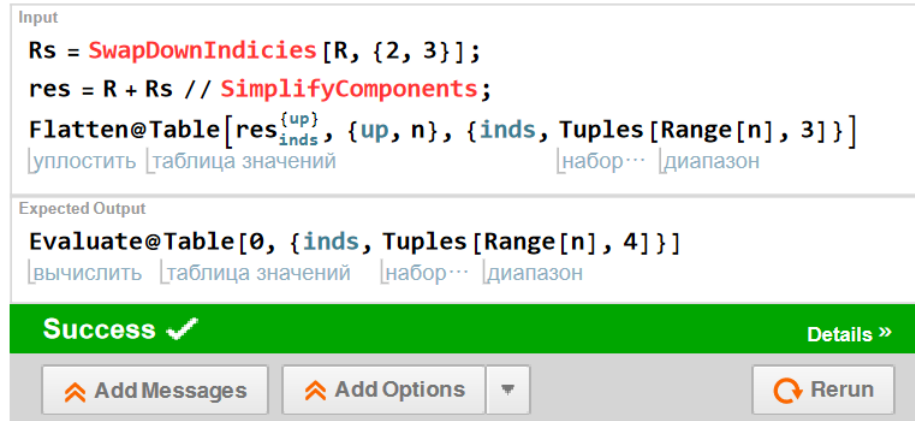 Input
Rs = SwapDownIndicies[R, {2, 3}];
res = R + Rs // SimplifyComponents;
Flatten@Table[res{up}inds, {up, n}, {inds, Tuples[Range[n], 3]}]
уплостить таблица значений набор⋯ диапазон
Expected Output
Evaluate@Table[0, {inds, Tuples[Range[n], 4]}]
вычислить таблица значений набор⋯ диапазон
Success ✓ Details »
Add Messages Add Options Rerun